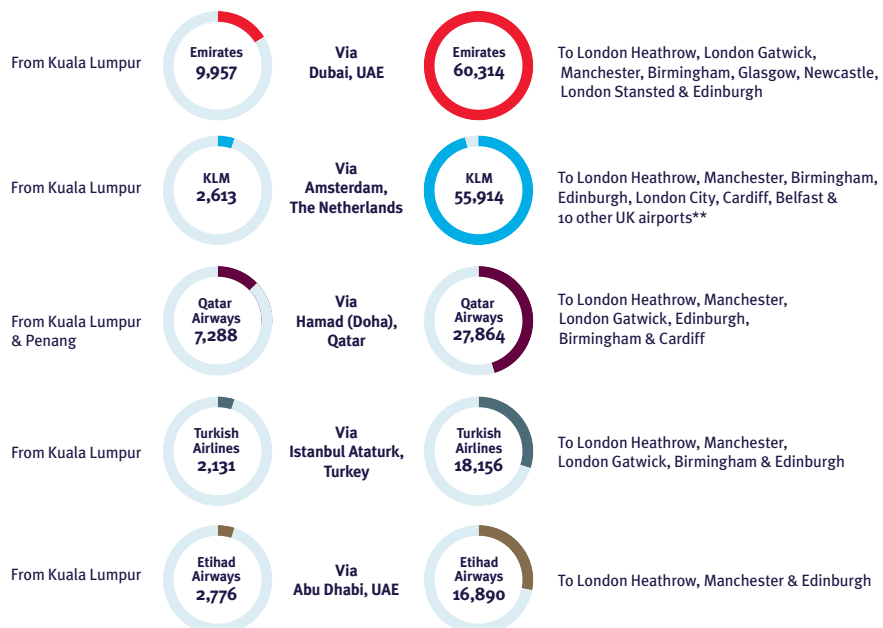 From Kuala Lumpur
Emirates
9,957
Via
Dubai, UAE
Emirates
60,314
To London Heathrow, London Gatwick,
Manchester, Birmingham, Glasgow, Newcastle,
London Stansted & Edinburgh
From Kuala Lumpur
KLM
2,613
Via
Amsterdam,
The Netherlands
KLM
55,914
To London Heathrow, Manchester, Birmingham,
Edinburgh, London City, Cardiff, Belfast &
10 other UK airports**
From Kuala Lumpur
& Penang
Qatar
Airways
7,288
Via
Hamad (Doha),
Qatar
Qatar
Airways
27,864
To London Heathrow, Manchester,
London Gatwick, Edinburgh,
Birmingham & Cardiff
From Kuala Lumpur
Turkish
Airlines
2,131
Via
Istanbul Ataturk,
Turkey
Turkish
Airlines
18,156
To London Heathrow, Manchester,
London Gatwick, Birmingham & Edinburgh
From Kuala Lumpur
Etihad
Airways
2,776
Via
Abu Dhabi, UAE
Etihad
Airways
16,890
To London Heathrow, Manchester & Edinburgh